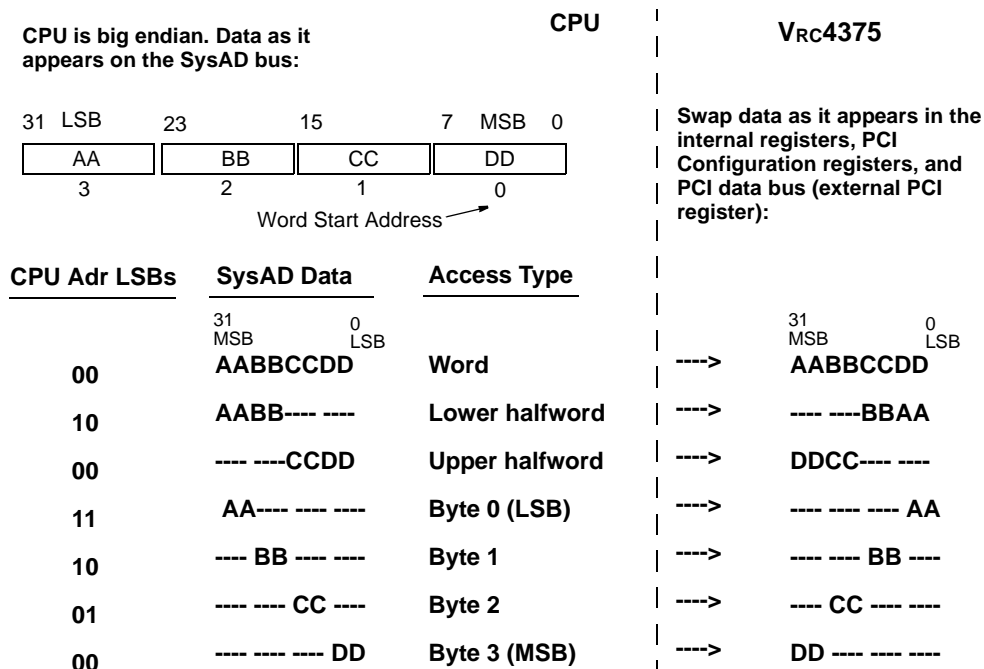 CPU
VRC4375
CPU is big endian. Data as it
appears on the SysAD bus:
31 LSB 23 15 7 MSB 0
AA BB CC DD
3 2 1 0
Word Start Address
Swap data as it appears in the
internal registers, PCI
Configuration registers, and
PCI data bus (external PCI
register):
CPU Adr LSBs SysAD Data Access Type
31 0 31 0
MSB LSB MSB LSB
00 AABBCCDD Word ----> AABBCCDD
10 AABB---- ---- Lower halfword ----> ---- ----BBAA
00 ---- ----CCDD Upper halfword ----> DDCC---- ----
11 AA---- ---- ---- Byte 0 (LSB) ----> ---- ---- ---- AA
10 ---- BB ---- ---- Byte 1 ----> ---- ---- BB ----
01 ---- ---- CC ---- Byte 2 ----> ---- CC ---- ----
00 ---- ---- ---- DD Byte 3 (MSB) ----> DD ---- ---- ----